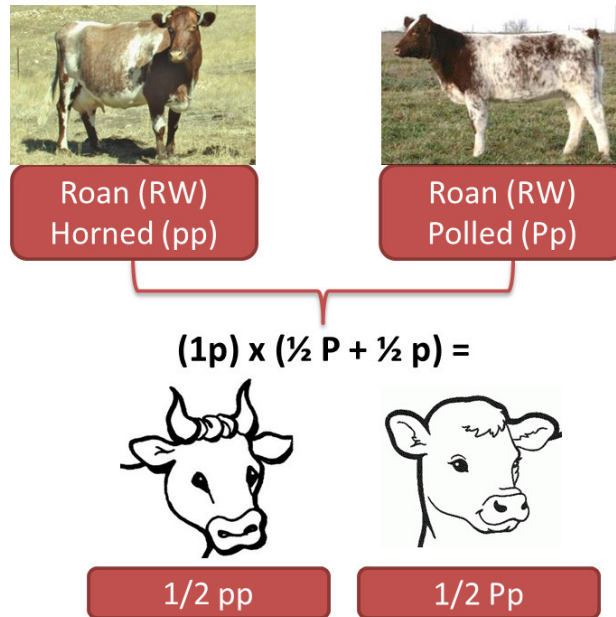 Roan (RW)
Horned (pp)
Roan (RW)
Polled (Pp)
(1p) x (½ P + ½ p) =
1/2 pp
1/2 Pp